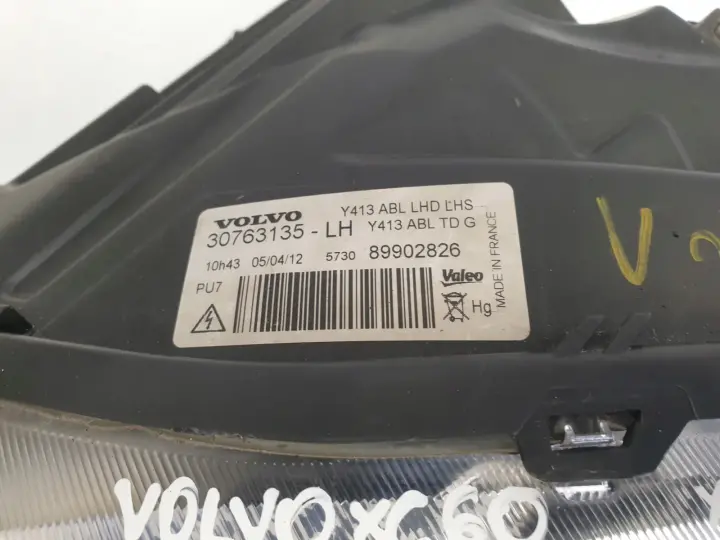 VOLVO Y413 ABL LHD LHS
30763135 - LH Y413 ABL TD G
10h43 05/04/12 5730 89902826
PU7
Valeo
Hg
MADE IN FRANCE
V
VOLVO XC60